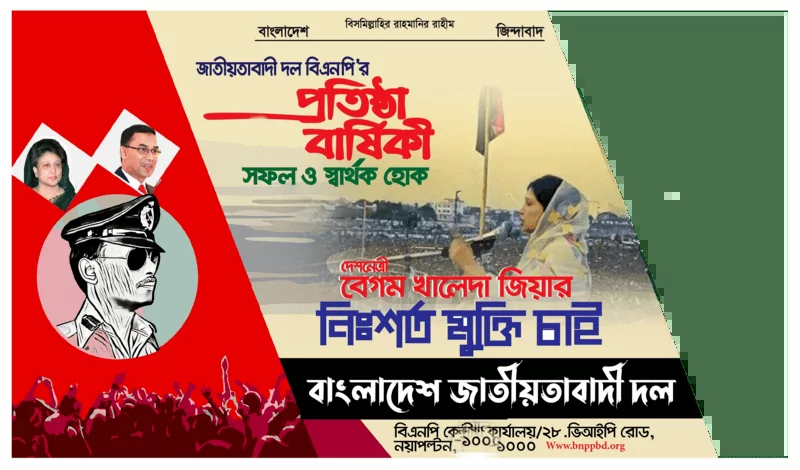 বিসমিল্লাহির রাহমানির রাহীম
বাংলাদেশ জিন্দাবাদ
জাতীয়তাবাদী দল বিএনপি'র
প্রতিষ্ঠা
বার্ষিকী
সফল ও স্বার্থক হোক
দেশনেত্রী
বেগম খালেদা জিয়ার
নিঃশর্ত মুক্তি চাই
বাংলাদেশ জাতীয়তাবাদী দল
বিএনপি কেন্দ্রিয় কার্যালয়/২৮ ,ভিআইপি রোড,
নয়াপল্টন, ১০০০ Www.bnppbd.org